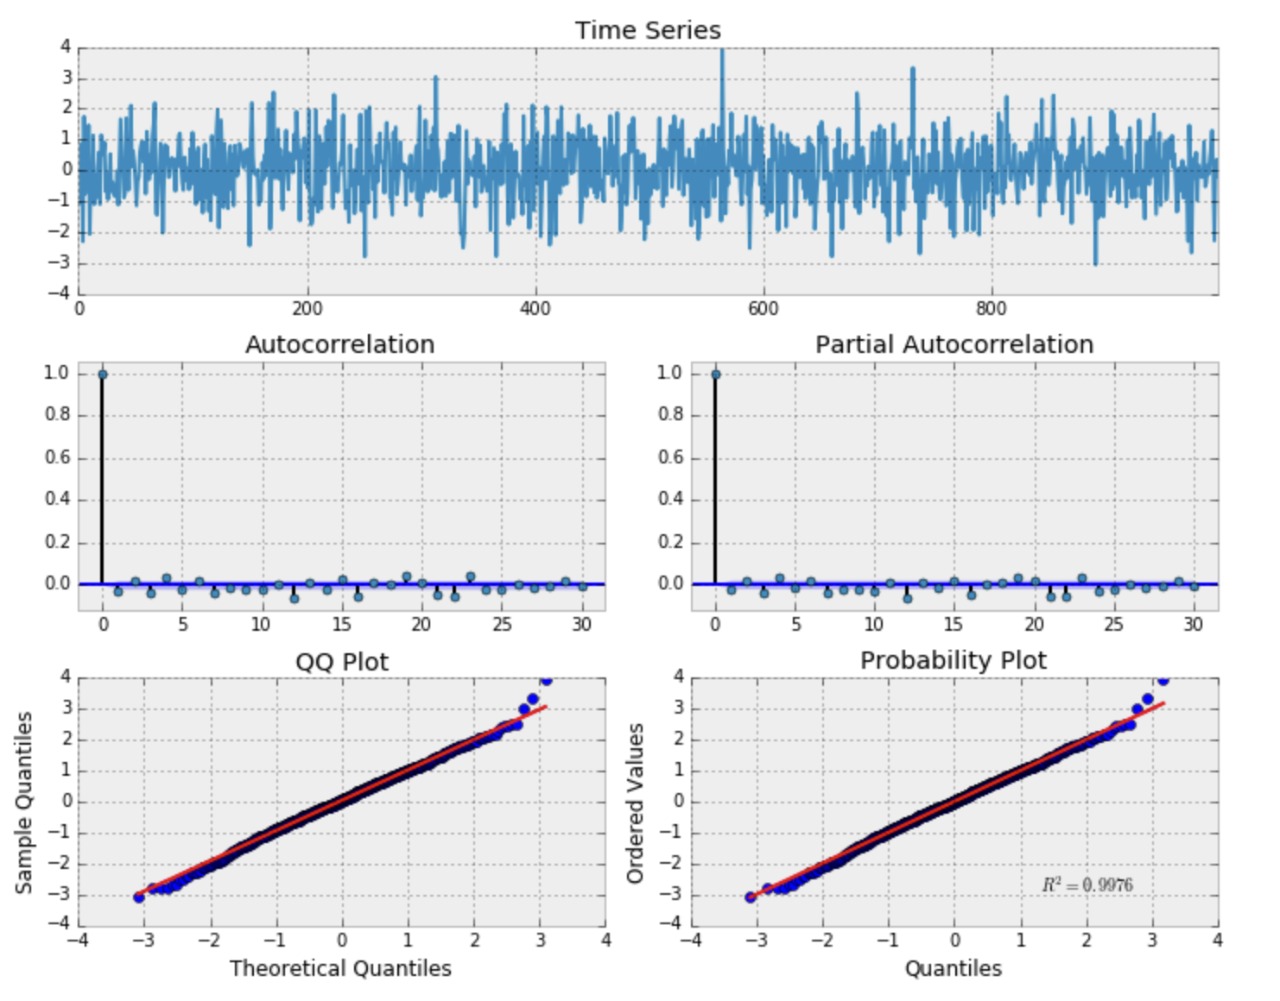 Time Series
4
3
2
1
0
−1
−2
−3
−4
0 200 400 600 800
Autocorrelation
1.0
0.8
0.6
0.4
0.2
0.0
0 5 10 15 20 25 30
Partial Autocorrelation
1.0
0.8
0.6
0.4
0.2
0.0
0 5 10 15 20 25 30
QQ Plot
Sample Quantiles
4
3
2
1
0
−1
−2
−3
−4
−4 −3 −2 −1 0 1 2 3 4
Theoretical Quantiles
Probability Plot
Ordered Values
4
3
2
1
0
−1
−2
−3
−4
R² = 0.9976
−4 −3 −2 −1 0 1 2 3 4
Quantiles